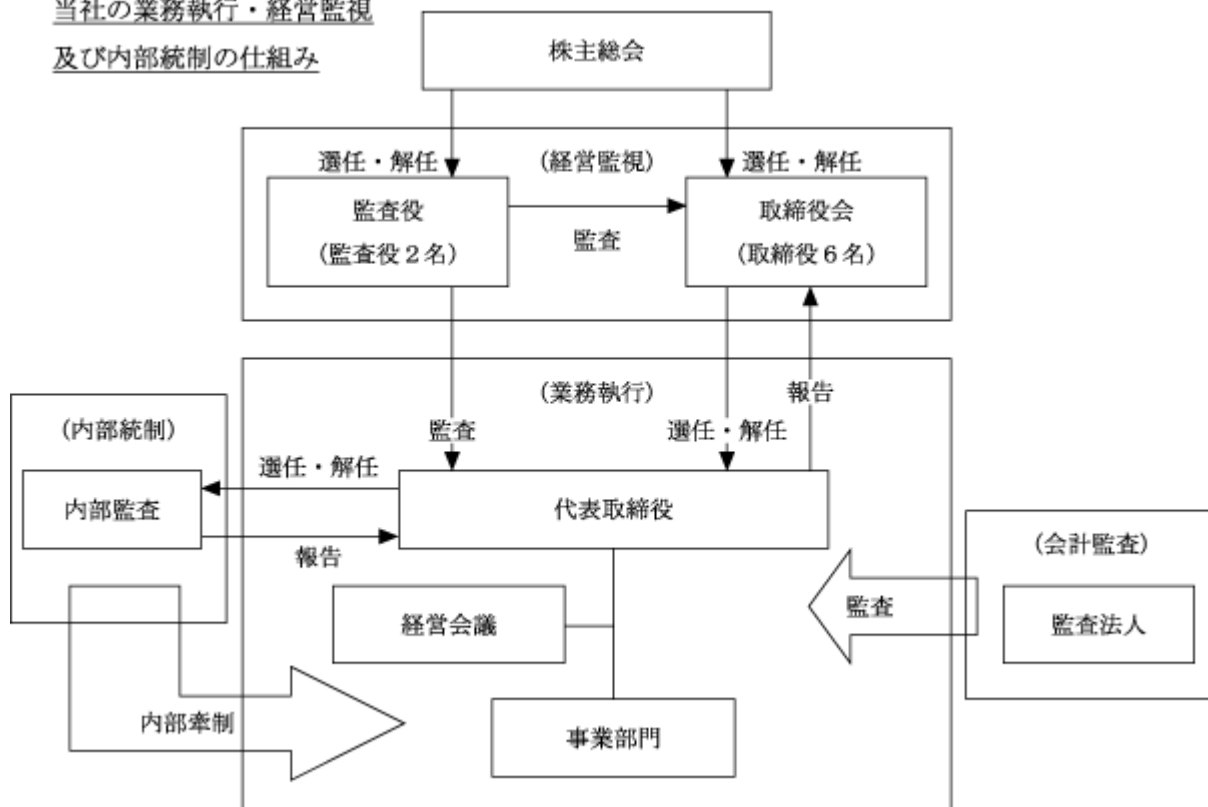 当社の業務執行・経営監視
及び内部統制の仕組み
株主総会
選任・解任
(経営監視)
選任・解任
監査役
(監査役２名)
監査
取締役会
(取締役６名)
(業務執行)
報告
監査
選任・解任
(内部統制)
選任・解任
内部監査
代表取締役
報告
(会計監査)
監査
経営会議
監査法人
内部牽制
事業部門